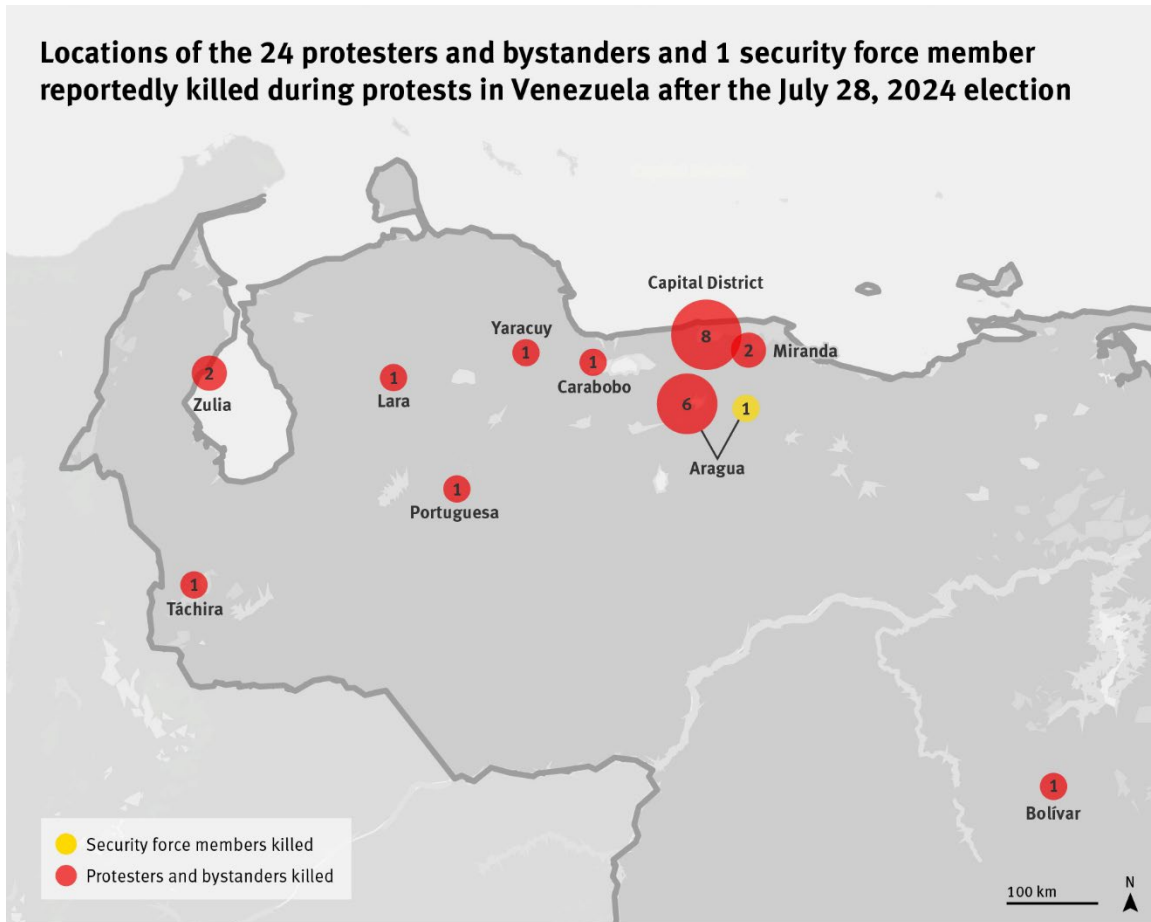 Locations of the 24 protesters and bystanders and 1 security force member
reportedly killed during protests in Venezuela after the July 28, 2024 election
Capital District
8
Yaracuy
1
1
Carabobo
2
Miranda
2
Zulia
1
Lara
6
1
Aragua
1
Portuguesa
1
Táchira
1
Bolívar
Security force members killed
Protesters and bystanders killed
100 km
N